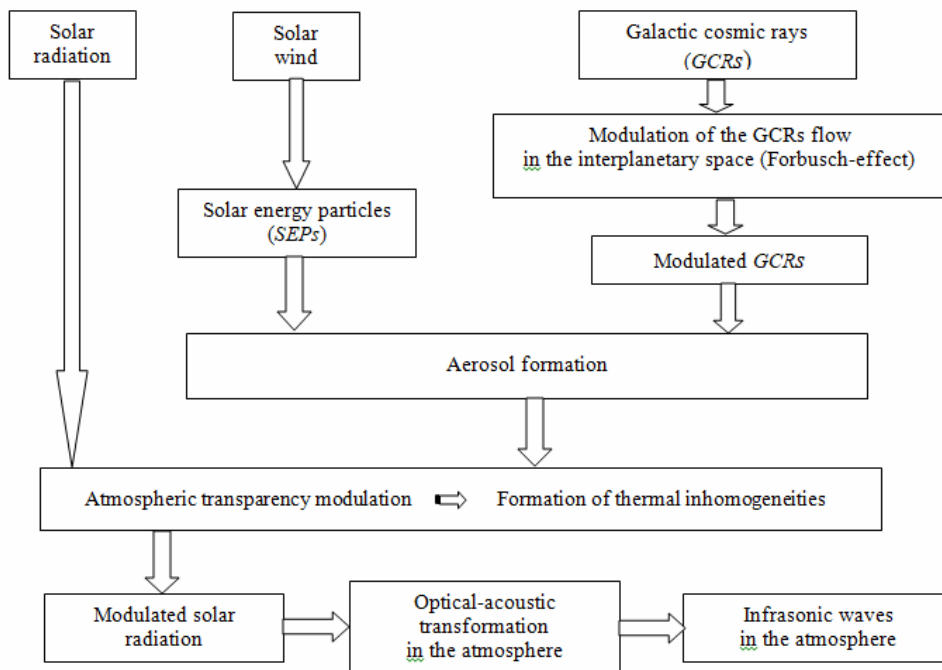 Solar
radiation
Solar
wind
Galactic cosmic rays
(GCRs)
Modulation of the GCRs flow
in the interplanetary space (Forbusch-effect)
Solar energy particles
(SEPs)
Modulated GCRs
Aerosol formation
Atmospheric transparency modulation
Formation of thermal inhomogeneities
Modulated solar
radiation
Optical-acoustic
transformation
in the atmosphere
Infrasonic waves
in the atmosphere